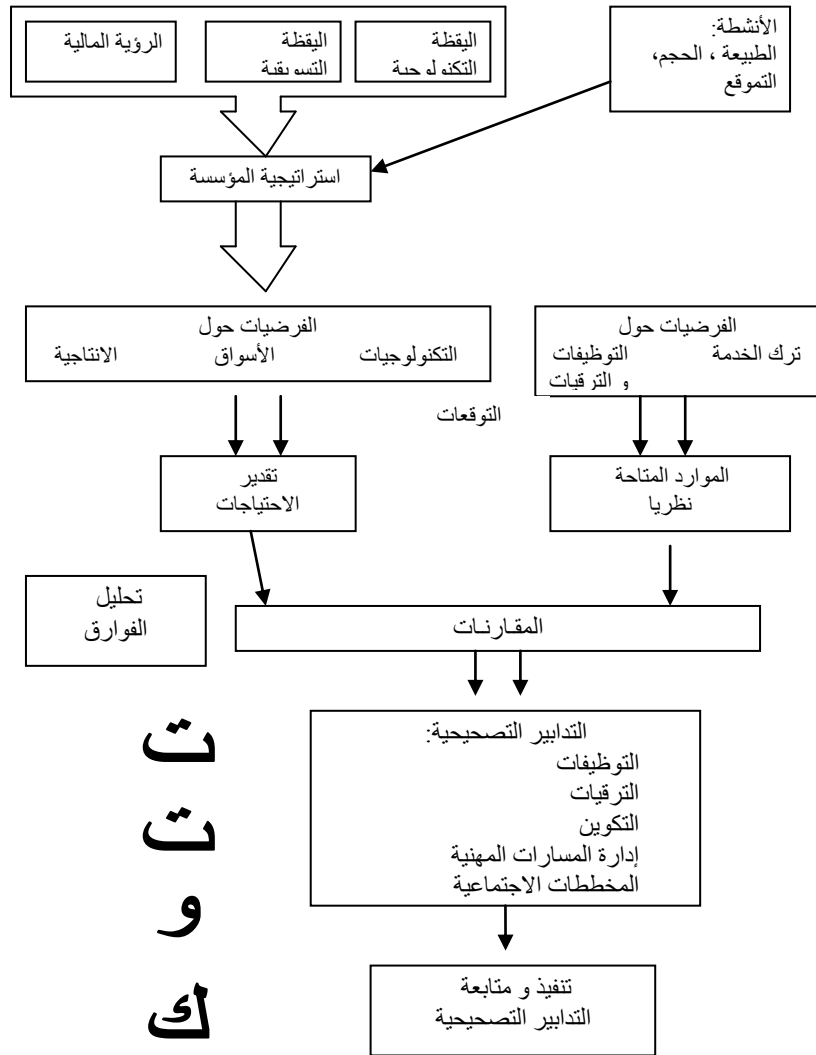 الأنشطة:
الطبيعة ، الحجم،
التموقع
اليقظة
التكنولوجية
اليقظة
التسويقية
الرؤية المالية
استراتيجية المؤسسة
الفرضيات حول
ترك الخدمة التوظيفات
و الترقيات
الفرضيات حول
التكنولوجيات الأسواق الانتاجية
التوقعات
الموارد المتاحة
نظريا
تقدير
الاحتياجات
المقـارنـات
تحليل
الفوارق
التدابير التصحيحية:
التوظيفات
الترقيات
التكوين
إدارة المسارات المهنية
المخططات الاجتماعية
ت
ت
و
ك
تنفيذ و متابعة
التدابير التصحيحية